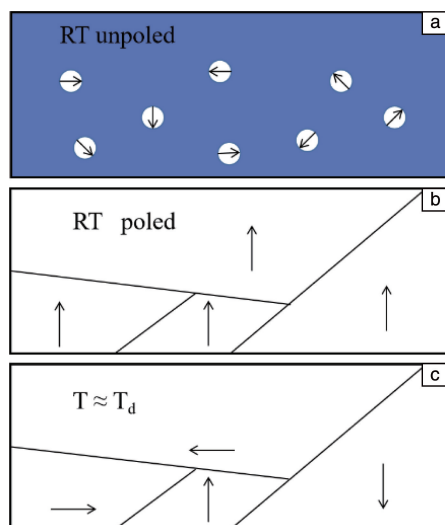 a
RT unpoled
b
RT poled
c
T ≈ Td